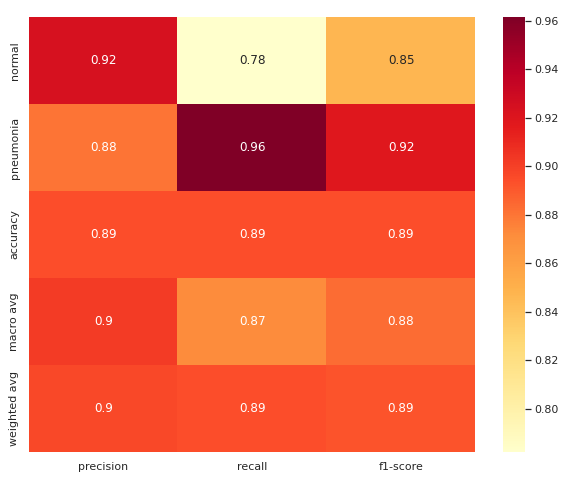 normal 0.92 0.78 0.85
pneumonia 0.88 0.96 0.92
accuracy 0.89 0.89 0.89
macro avg 0.9 0.87 0.88
weighted avg 0.9 0.89 0.89
precision recall f1-score
0.96
0.94
0.92
0.90
0.88
0.86
0.84
0.82
0.80